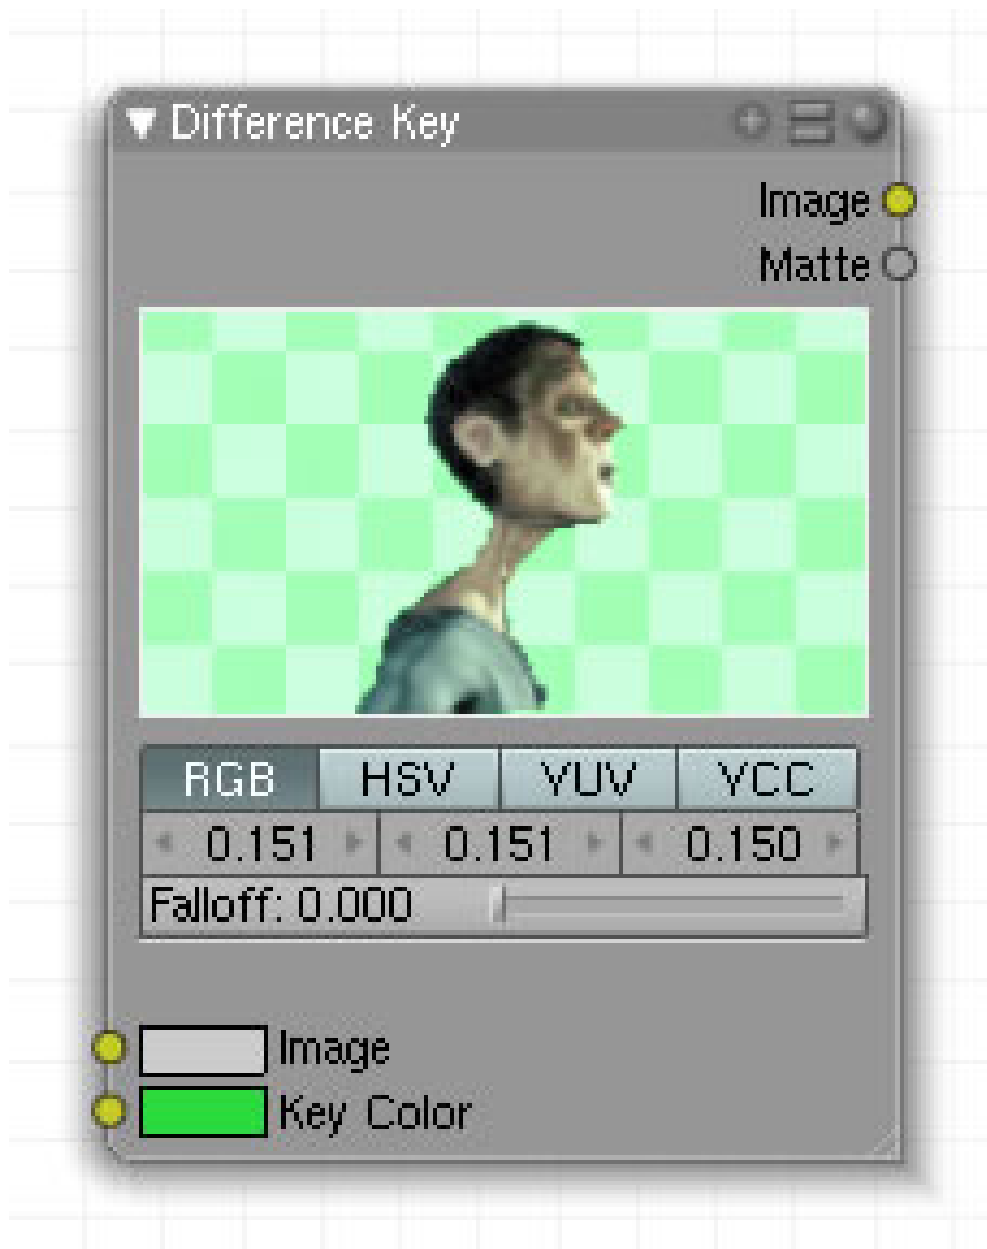 Difference Key
Image
Matte
RGB HSV YUV YCC
0.151 0.151 0.150
Falloff: 0.000
Image
Key Color